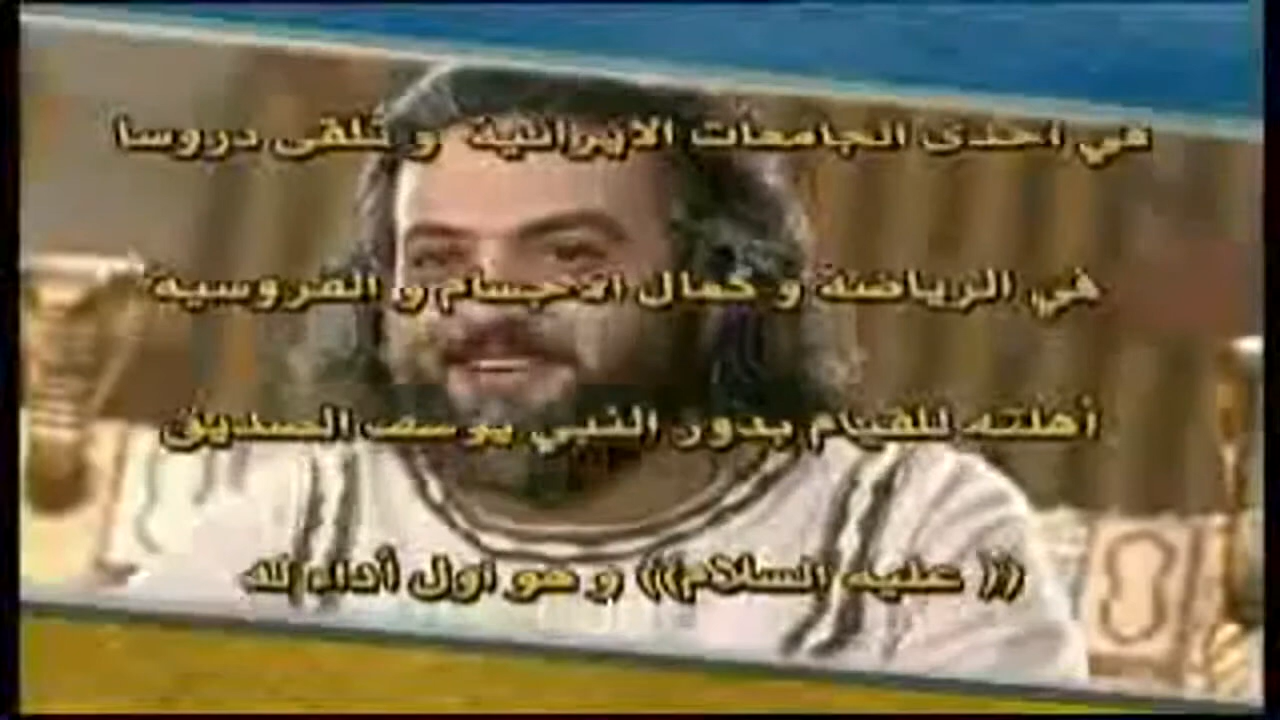 في احدى الجامعات الايرانية و تلقى دروسا
في الرياضة و كمال الاجسام و الفروسية
أهلته للقيام بدور النبي يوسف الصديق
(( عليه السلام)) و هو اول أداء له